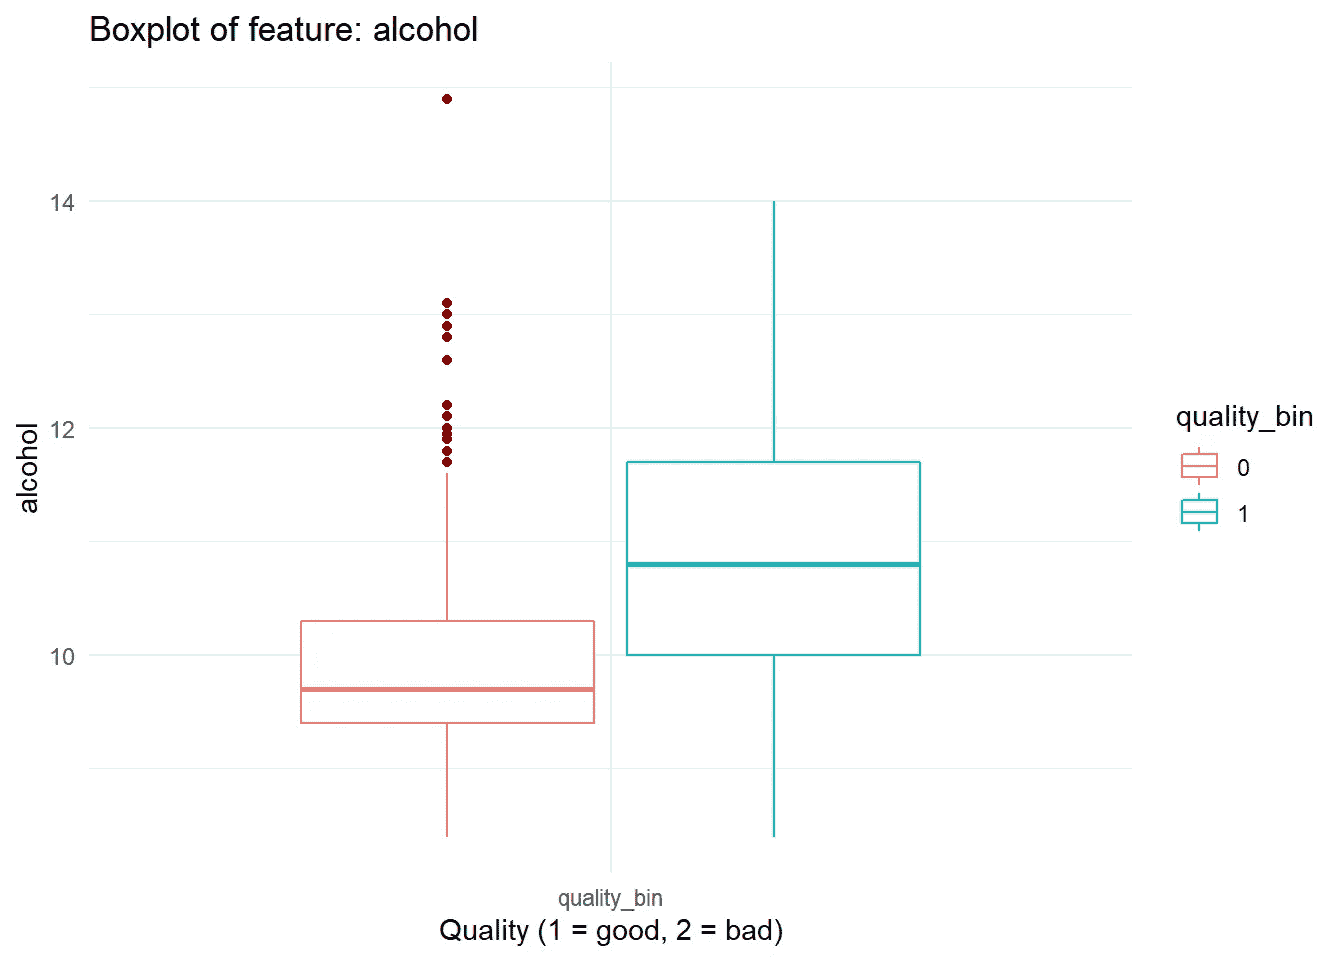 Boxplot of feature: alcohol
14
12
10
alcohol
quality_bin
Quality (1 = good, 2 = bad)
quality_bin
0
1